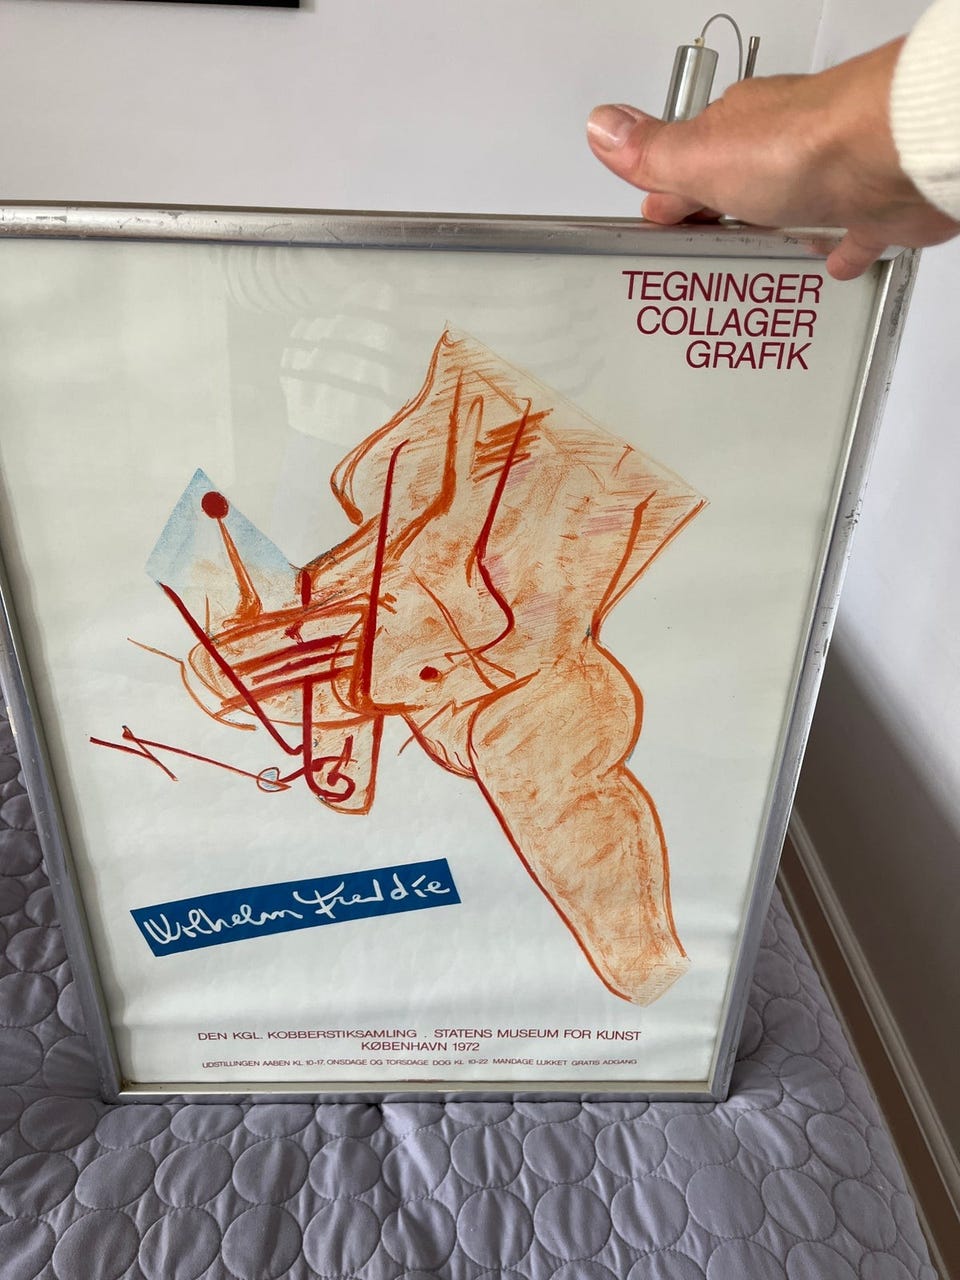 TEGNINGER
COLLAGER
GRAFIK
Wilhelm Freddie
DEN KGL. KOBBERSTIKSAMLING . STATENS MUSEUM FOR KUNST
KØBENHAVN 1972
UDSTILLINGEN AABEN KL. 10-17. ONSDAGE OG TORSDAGE DOG KL. 10-22 MANDAGE LUKKET GRATIS ADGANG